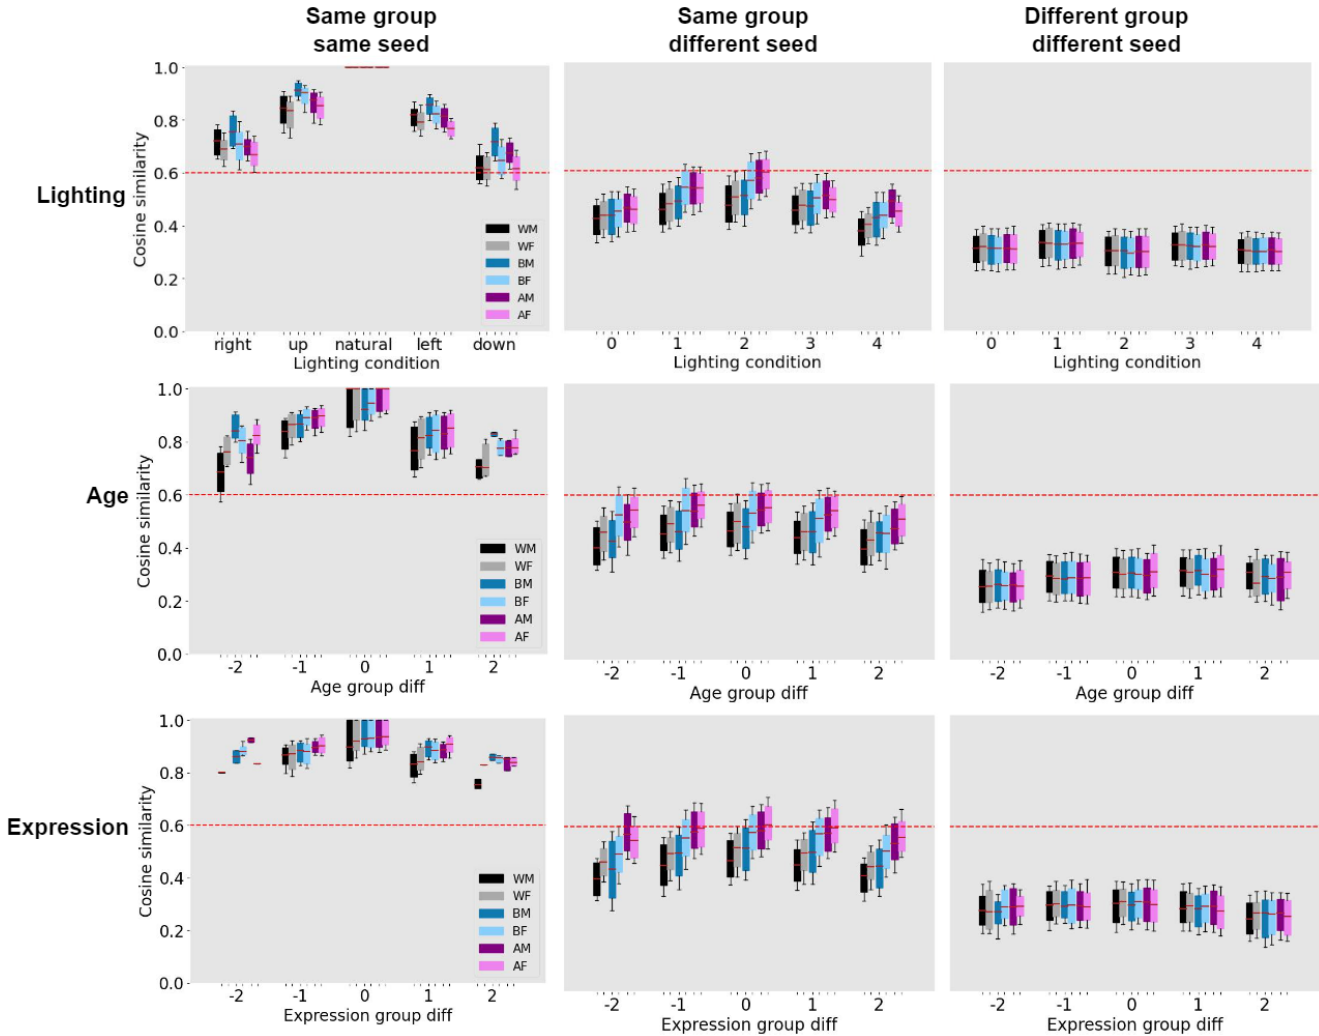 Same group
same seed
Same group
different seed
Different group
different seed
Lighting
Cosine similarity
1.0
0.8
0.6
0.4
0.2
0.0
WM
WF
BM
BF
AM
AF
right up natural left down
Lighting condition
0 1 2 3 4
Lighting condition
0 1 2 3 4
Lighting condition
Age
Cosine similarity
1.0
0.8
0.6
0.4
0.2
0.0
WM
WF
BM
BF
AM
AF
-2 -1 0 1 2
Age group diff
-2 -1 0 1 2
Age group diff
-2 -1 0 1 2
Age group diff
Expression
Cosine similarity
1.0
0.8
0.6
0.4
0.2
0.0
WM
WF
BM
BF
AM
AF
-2 -1 0 1 2
Expression group diff
-2 -1 0 1 2
Expression group diff
-2 -1 0 1 2
Expression group diff